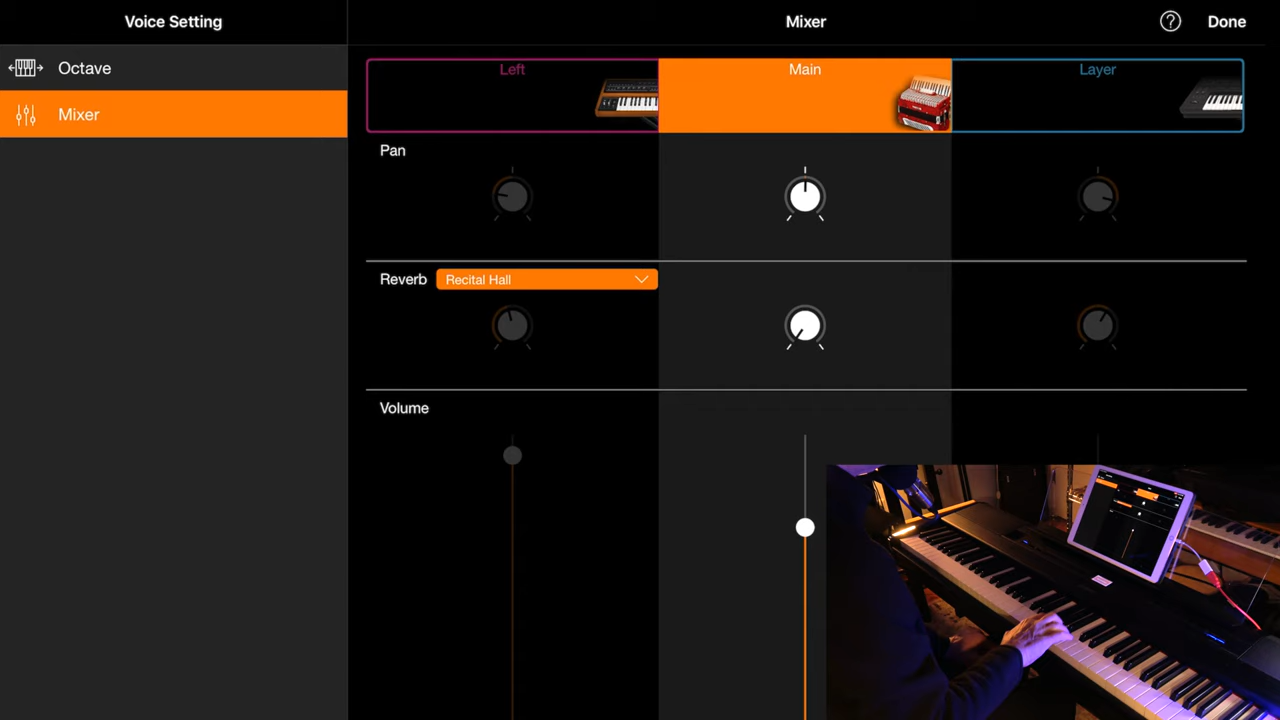 Voice Setting
Mixer
Done
Octave
Mixer
Left
Main
Layer
Pan
Reverb
Recital Hall
Volume